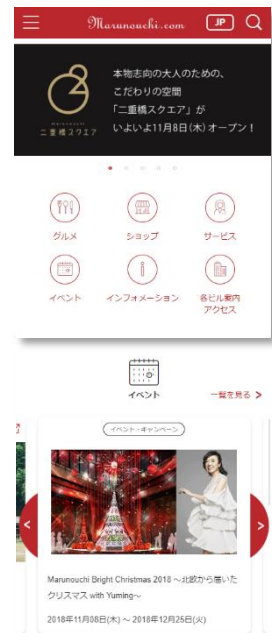 Marunouchi.com
JP
本物志向の大人のための、
こだわりの空間
「二重橋スクエア」が
いよいよ11月8日(木)オープン！
marunouchi
二重橋スクエア
グルメ
ショップ
サービス
イベント
インフォメーション
各ビル案内
アクセス
イベント
一覧を見る >
イベント・キャンペーン
Marunouchi Bright Christmas 2018 ～北欧から届いた
クリスマス with Yuming～
2018年11月08日(木) ～ 2018年12月25日(火)